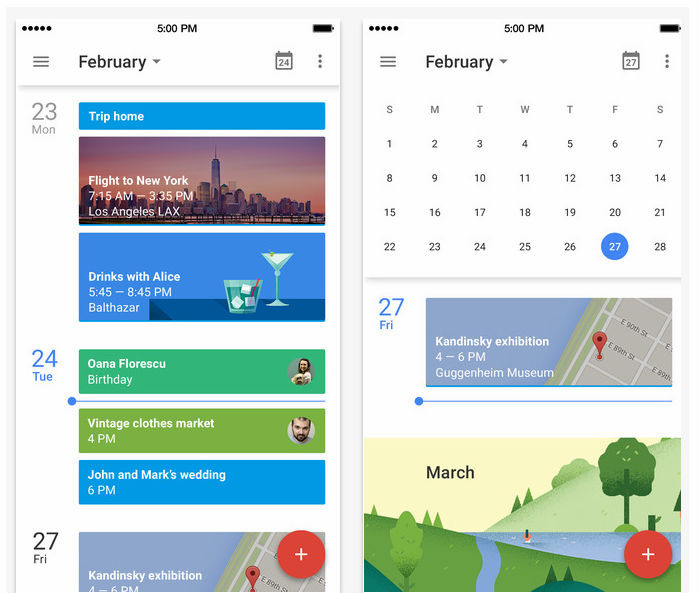 5:00 PM
February
24
23
Mon
Trip home
Flight to New York
7:15 AM — 3:35 PM
Los Angeles LAX
Drinks with Alice
5:45 — 8:45 PM
Balthazar
24
Tue
Oana Florescu
Birthday
Vintage clothes market
4 PM
John and Mark's wedding
6 PM
27
Fri
Kandinsky exhibition
4 — 6 PM
E 89th St
+
5:00 PM
February
27
S M T W T F S
1 2 3 4 5 6 7
8 9 10 11 12 13 14
15 16 17 18 19 20 21
22 23 24 25 26 27 28
27
Fri
Kandinsky exhibition
4 — 6 PM
Guggenheim Museum
E 90th St
E 89th St
E 88th
March
+